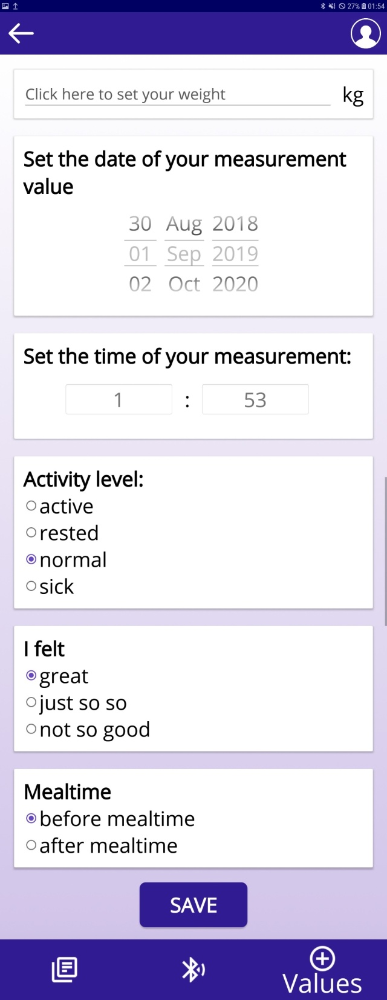 27% 01:54
Click here to set your weight kg
Set the date of your measurement
value
30 Aug 2018
01 Sep 2019
02 Oct 2020
Set the time of your measurement:
1 : 53
Activity level:
active
rested
normal
sick
I felt
great
just so so
not so good
Mealtime
before mealtime
after mealtime
SAVE
Values